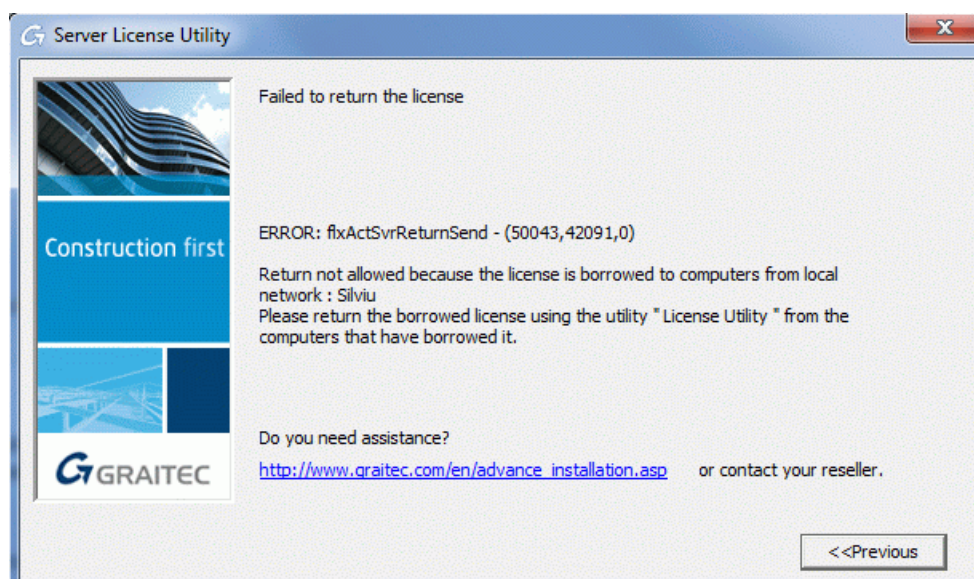 Server License Utility
Failed to return the license
Construction first
ERROR: flxActSvrReturnSend - (50043,42091,0)
Return not allowed because the license is borrowed to computers from local
network : Silviu
Please return the borrowed license using the utility " License Utility " from the
computers that have borrowed it.
Do you need assistance?
http://www.graitec.com/en/advance_installation.asp or contact your reseller.
GRAITEC
<<Previous